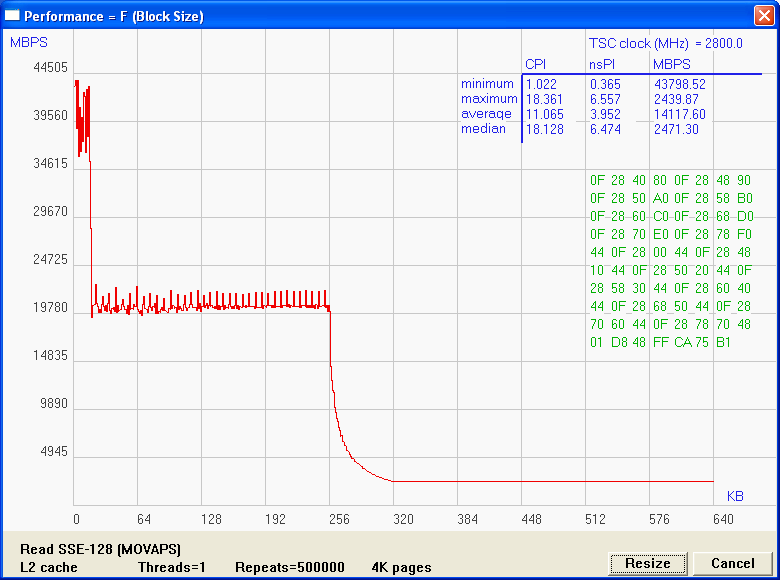 Performance = F (Block Size)
MBPS
TSC clock (MHz) = 2800.0
CPI nsPI MBPS
minimum 1.022 0.365 43798.52
maximum 18.361 6.557 2439.87
average 11.065 3.952 14117.60
median 18.128 6.474 2471.30
44505
39560
34615
29670
24725
19780
14835
9890
4945
0F 28 40 80 0F 28 48 90
0F 28 50 A0 0F 28 58 B0
0F 28 60 C0 0F 28 68 D0
0F 28 70 E0 0F 28 78 F0
44 0F 28 00 44 0F 28 48
10 44 0F 28 50 20 44 0F
28 58 30 44 0F 28 60 40
44 0F 28 68 50 44 0F 28
70 60 44 0F 28 78 70 48
01 D8 48 FF CA 75 B1
KB
0 64 128 192 256 320 384 448 512 576 640
Read SSE-128 (MOVAPS)
L2 cache Threads=1 Repeats=500000 4K pages
Resize Cancel